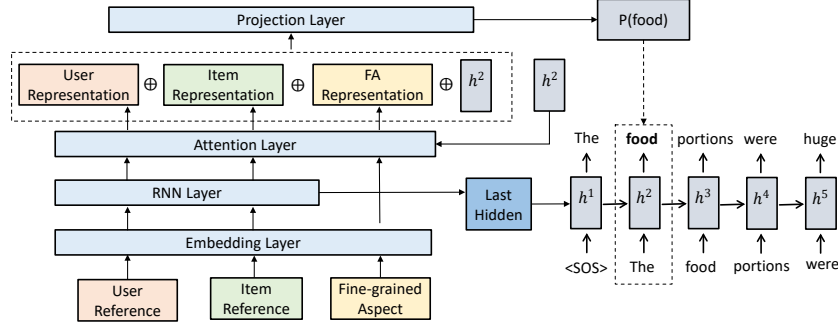 Projection Layer
P(food)
User
Representation
⊕
Item
Representation
⊕
FA
Representation
⊕
h²
h²
Attention Layer
The
food
portions
were
huge
RNN Layer
Last
Hidden
h¹
h²
h³
h⁴
h⁵
Embedding Layer
<SOS>
The
food
portions
were
User
Reference
Item
Reference
Fine-grained
Aspect